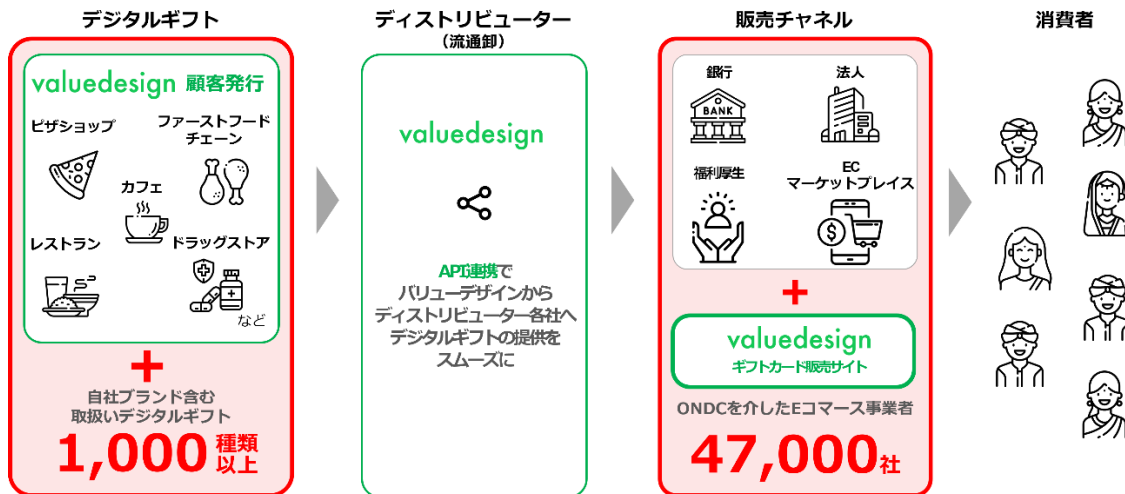 デジタルギフト
valuedesign 顧客発行
ピザショップ
ファーストフード
チェーン
カフェ
レストラン
ドラッグストア
など
+
自社ブランド含む
取扱いデジタルギフト
1,000種類以上
ディストリビューター
（流通卸）
valuedesign
API連携で
バリューデザインから
ディストリビューター各社へ
デジタルギフトの提供を
スムーズに
販売チャネル
銀行
BANK
法人
福利厚生
EC
マーケットプレイス
$
+
valuedesign
ギフトカード販売サイト
ONDCを介したEコマース事業者
47,000社
消費者